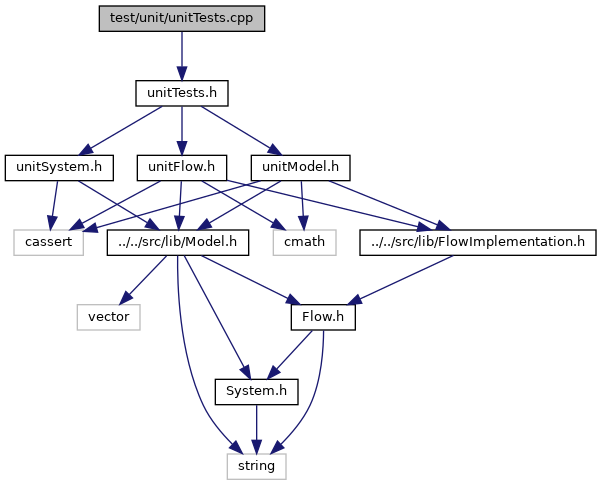 test/unit/unitTests.cpp
unitTests.h
unitSystem.h
unitFlow.h
unitModel.h
cassert
../../src/lib/Model.h
cmath
../../src/lib/FlowImplementation.h
vector
Flow.h
System.h
string